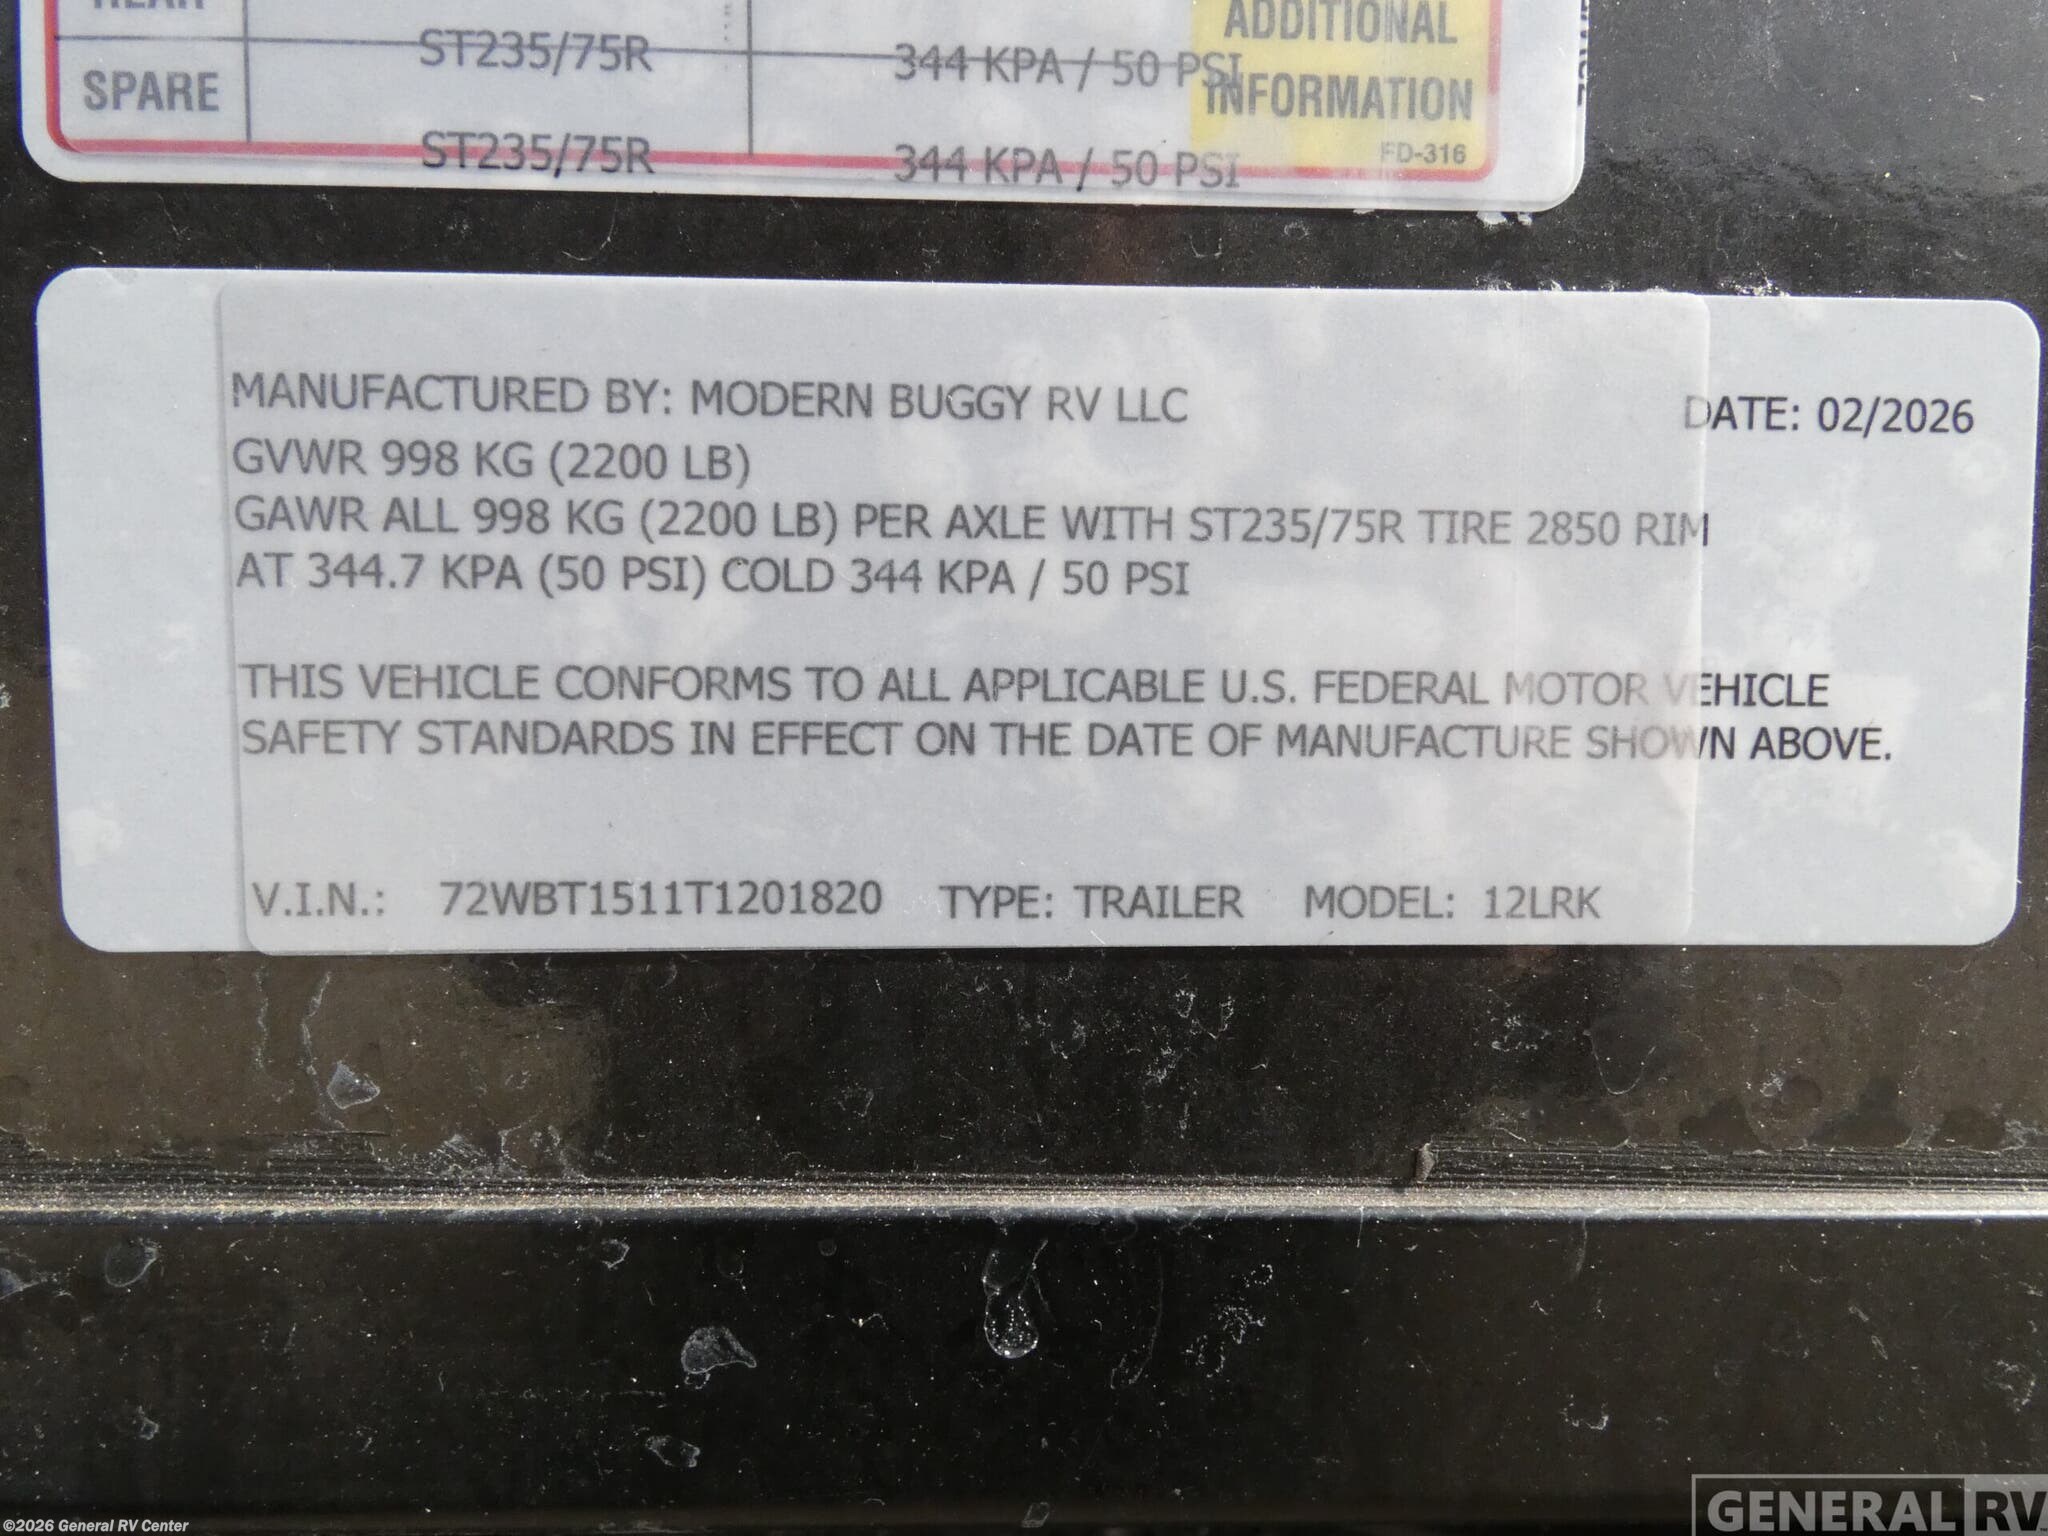 REAR
ST235/75R 344 KPA / 50 PSI
ADDITIONAL
INFORMATION
SPARE
ST235/75R 344 KPA / 50 PSI
FD-316
MANUFACTURED BY: MODERN BUGGY RV LLC DATE: 02/2026
GVWR 998 KG (2200 LB)
GAWR ALL 998 KG (2200 LB) PER AXLE WITH ST235/75R TIRE 2850 RIM
AT 344.7 KPA (50 PSI) COLD 344 KPA / 50 PSI
THIS VEHICLE CONFORMS TO ALL APPLICABLE U.S. FEDERAL MOTOR VEHICLE
SAFETY STANDARDS IN EFFECT ON THE DATE OF MANUFACTURE SHOWN ABOVE.
V.I.N.: 72WBT1511T1201820 TYPE: TRAILER MODEL: 12LRK
©2026 General RV Center
GENERAL RV